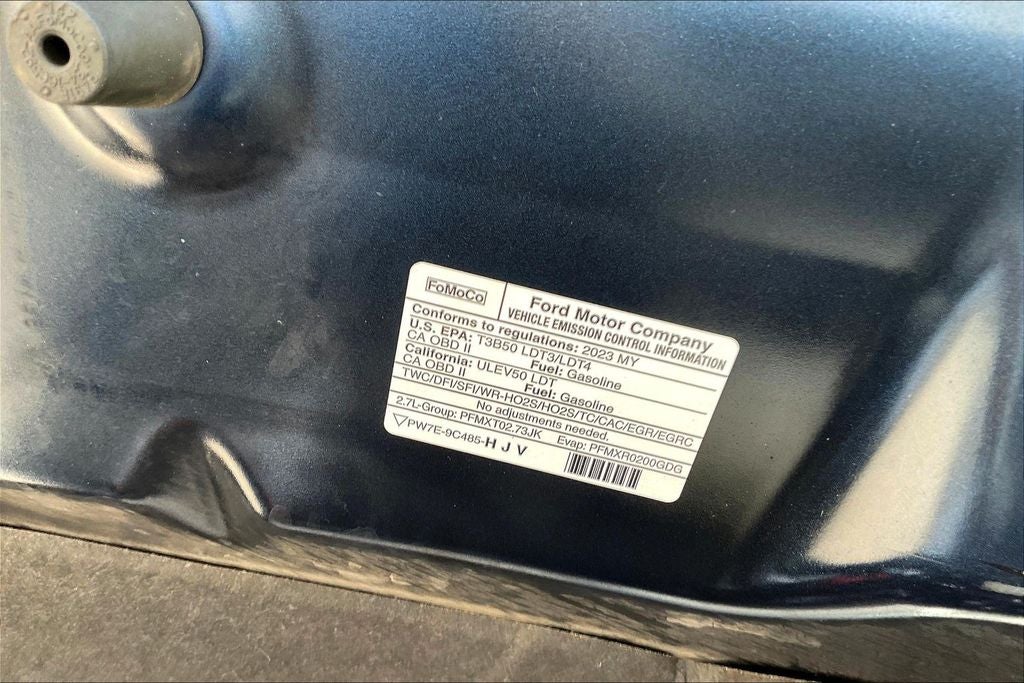 FoMoCo
Ford Motor Company
VEHICLE EMISSION CONTROL INFORMATION
Conforms to regulations: 2023 MY
U.S. EPA: T3B50 LDT3/LDT4
CA OBD II Fuel: Gasoline
California: ULEV50 LDT
CA OBD II Fuel: Gasoline
TWC/DFI/SFI/WR-HO2S/HO2S/TC/CAC/EGR/EGRC
No adjustments needed.
2.7L-Group: PFMXT02.73JK Evap: PFMXR0200GDG
PW7E-9C485-H J V